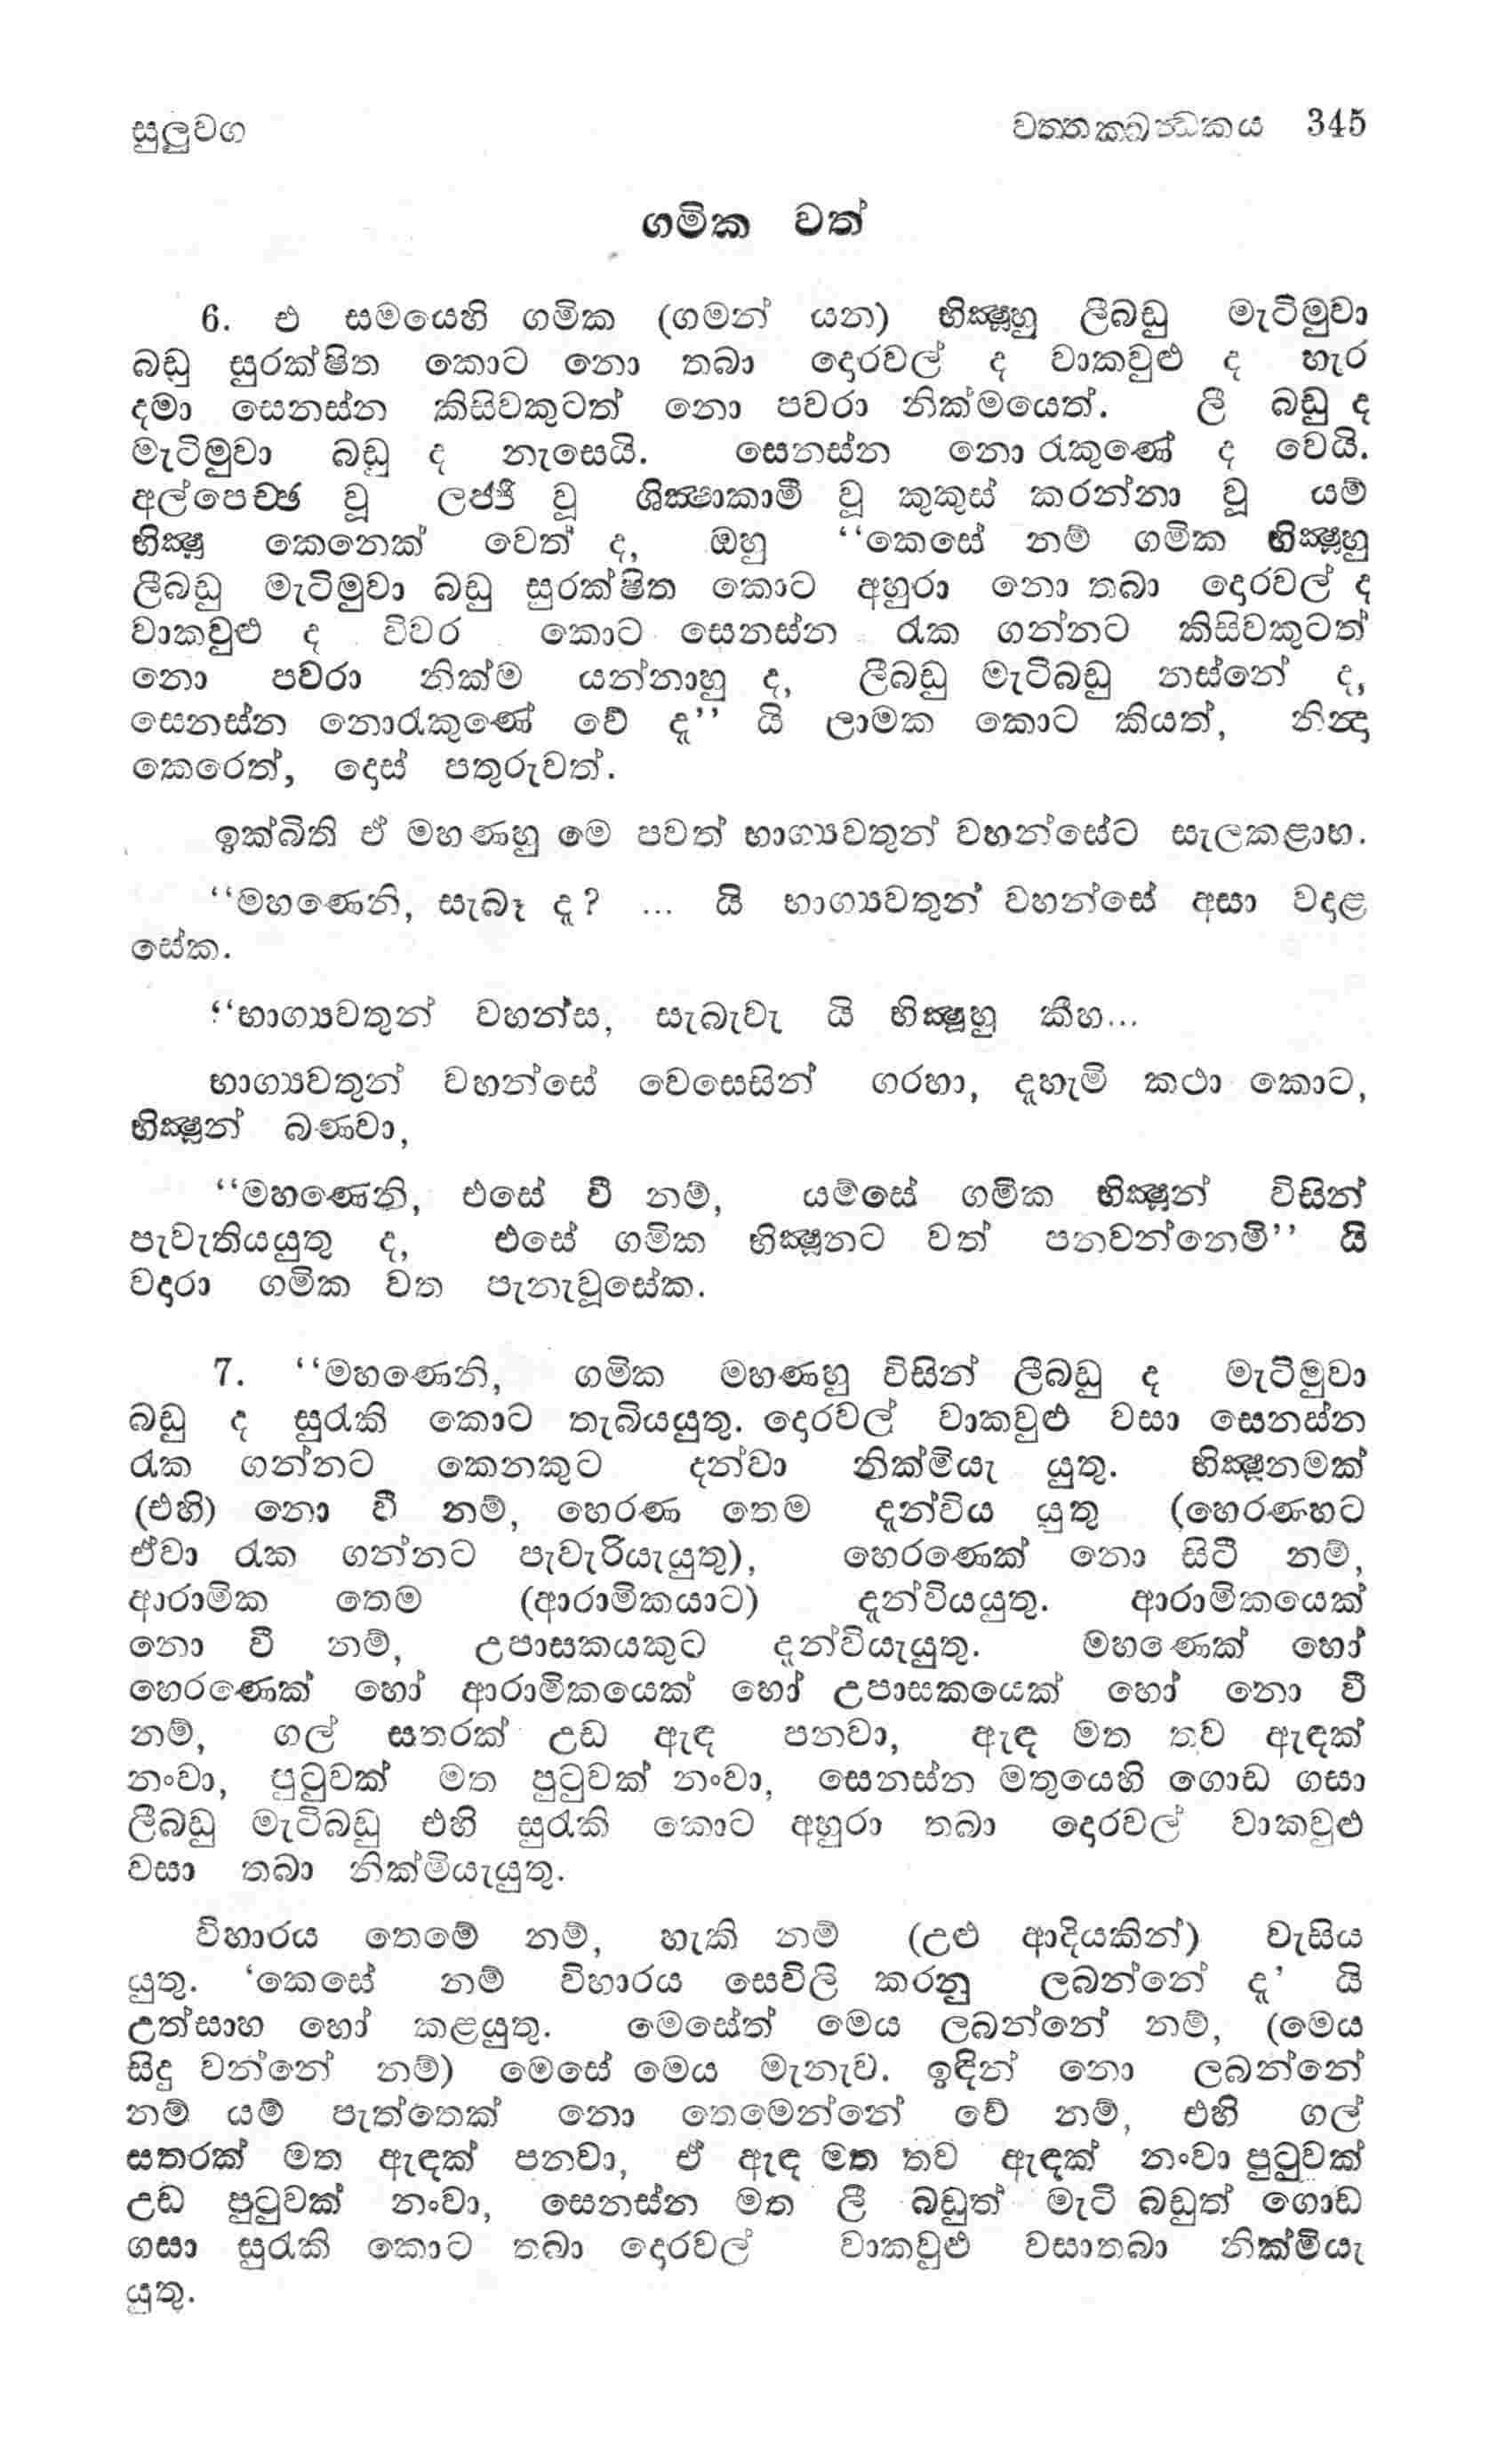 සුලුවග
වත්තක්ඛන්ධකය 345
ගමික වත්
6. එ සමයෙහි ගමික (ගමන් යන) භික්ෂූහු ලීබඩු මැටිමුවා
බඩු සුරක්ෂිත කොට නො තබා දොරවල් ද වාකවුළු ද හැර
දමා සෙනස්න කිසිවකුටත් නො පවරා නික්මයෙත්. ලී බඩු ද
මැටිමුවා බඩු ද නැසෙයි. සෙනස්න නො රැකුණේ ද වෙයි.
අල්පෙච්ඡ වූ ලජ්ජී වූ ශික්ෂාකාමී වූ කුකුස් කරන්නා වූ යම්
භික්ෂු කෙනෙක් වෙත් ද, ඔහු “කෙසේ නම් ගමික භික්ෂූහු
ලීබඩු මැටිමුවා බඩු සුරක්ෂිත කොට අහුරා නො තබා දොරවල් ද
වාකවුළු ද විවර කොට සෙනස්න රැක ගන්නට කිසිවකුටත්
නො පවරා නික්ම යන්නාහු ද, ලීබඩු මැටිබඩු නස්නේ ද,
සෙනස්න නොරැකුණේ වේ දැ” යි ලාමක කොට කියත්, නින්දා
කෙරෙත්, දොස් පතුරුවත්.
ඉක්බිති ඒ මහණහු මෙ පවත් භාග්‍යවතුන් වහන්සේට සැලකළාහ.
“මහණෙනි, සැබෑ දැ? ... යි භාග්‍යවතුන් වහන්සේ අසා වදාළ
සේක.
“භාග්‍යවතුන් වහන්ස, සැබැවැ යි භික්ෂූහු කීහ...
භාග්‍යවතුන් වහන්සේ වෙසෙසින් ගරහා, දැහැමි කථා කොට,
භික්ෂූන් බණවා,
“මහණෙනි, එසේ වී නම්, යම්සේ ගමික භික්ෂූන් විසින්
පැවැතියයුතු ද, එසේ ගමික භික්ෂූනට වත් පනවන්නෙමි” යි
වදාරා ගමික වත පැනැවූසේක.
7. “මහණෙනි, ගමික මහණහු විසින් ලීබඩු ද මැටිමුවා
බඩු ද සුරැකි කොට තැබියයුතු. දොරවල් වාකවුළු වසා සෙනස්න
රැක ගන්නට කෙනකුට දන්වා නික්මියැ යුතු. භික්ෂූනමක්
(එහි) නො වී නම්, හෙරණ තෙම දැන්විය යුතු (හෙරණහට
ඒවා රැක ගන්නට පැවැරියැයුතු), හෙරණෙක් නො සිටී නම්,
ආරාමික තෙම (ආරාමිකයාට) දැන්වියයුතු. ආරාමිකයෙක්
නො වී නම්, උපාසකයකුට දැන්වියැයුතු. මහණෙක් හෝ
හෙරණෙක් හෝ ආරාමිකයෙක් හෝ උපාසකයෙක් හෝ නො වී
නම්, ගල් සතරක් උඩ ඇඳ පනවා, ඇඳ මත තව ඇඳක්
නංවා, පුටුවක් මත පුටුවක් නංවා, සෙනස්න මතුයෙහි ගොඩ ගසා
ලීබඩු මැටිබඩු එහි සුරැකි කොට අහුරා තබා දොරවල් වාකවුළු
වසා තබා නික්මියැයුතු.
විහාරය තෙමේ නම්, හැකි නම් (උළු ආදියකින්) වැසිය
යුතු. ‘කෙසේ නම් විහාරය සෙවිලි කරනු ලබන්නේ දැ’ යි
උත්සාහ හෝ කළයුතු. මෙසේත් මෙය ලබන්නේ නම්, (මෙය
සිදු වන්නේ නම්) මෙසේ මෙය මැනැව. ඉඳින් නො ලබන්නේ
නම් යම් පැත්තෙක් නො තෙමෙන්නේ වේ නම්, එහි ගල්
සතරක් මත ඇඳක් පනවා, ඒ ඇඳ මත තව ඇඳක් නංවා පුටුවක්
උඩ පුටුවක් නංවා, සෙනස්න මත ලී බඩුත් මැටි බඩුත් ගොඩ
ගසා සුරැකි කොට තබා දොරවල් වාකවුළු වසාතබා නික්මියැ
යුතු.